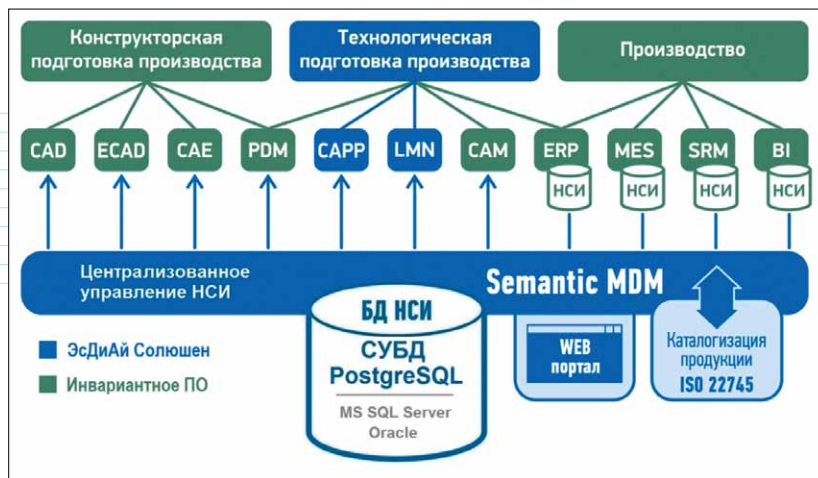 Конструкторская
подготовка производства
Технологическая
подготовка производства
Производство
CAD
ECAD
CAE
PDM
CAPP
LMN
CAM
ERP
MES
SRM
BI
НСИ
НСИ
НСИ
НСИ
Централизованное
управление НСИ
Semantic MDM
БД НСИ
СУБД
PostgreSQL
MS SQL Server
Oracle
WEB
портал
Каталогизация
продукции
ISO 22745
ЭсДиАй Солюшен
Инвариантное ПО